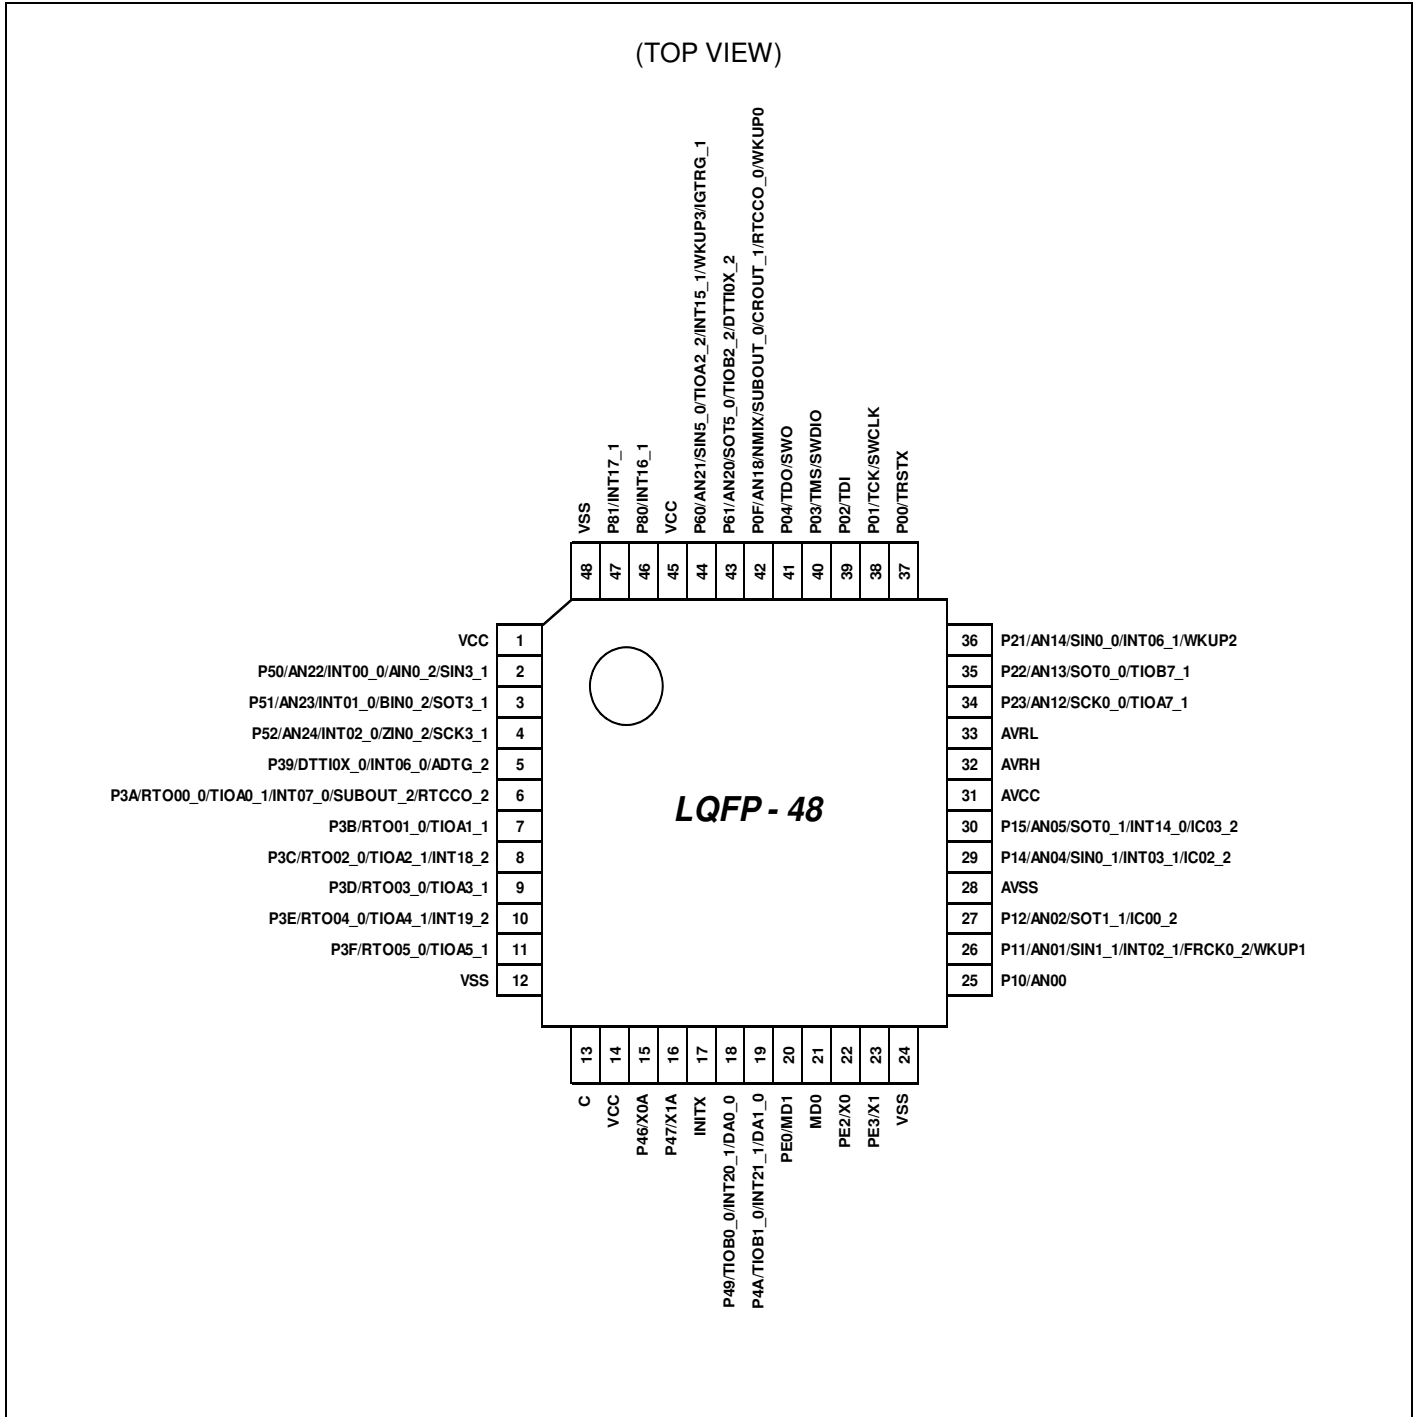 (TOP VIEW)
VSS
P81/INT17_1
P80/INT16_1
VCC
P60/AN21/SIN5_0/TIOA2_2/INT15_1/WKUP3/IGTRG_1
P61/AN20/SOT5_0/TIOB2_2/DTTI0X_2
P0F/AN18/NMIX/SUBOUT_0/CROUT_1/RTCCO_0/WKUP0
P04/TDO/SWO
P03/TMS/SWDIO
P02/TDI
P01/TCK/SWCLK
P00/TRSTX
48 47 46 45 44 43 42 41 40 39 38 37
VCC 1
P50/AN22/INT00_0/AIN0_2/SIN3_1 2
P51/AN23/INT01_0/BIN0_2/SOT3_1 3
P52/AN24/INT02_0/ZIN0_2/SCK3_1 4
P39/DTTI0X_0/INT06_0/ADTG_2 5
P3A/RTO00_0/TIOA0_1/INT07_0/SUBOUT_2/RTCCO_2 6
P3B/RTO01_0/TIOA1_1 7
P3C/RTO02_0/TIOA2_1/INT18_2 8
P3D/RTO03_0/TIOA3_1 9
P3E/RTO04_0/TIOA4_1/INT19_2 10
P3F/RTO05_0/TIOA5_1 11
VSS 12
LQFP - 48
36 P21/AN14/SIN0_0/INT06_1/WKUP2
35 P22/AN13/SOT0_0/TIOB7_1
34 P23/AN12/SCK0_0/TIOA7_1
33 AVRL
32 AVRH
31 AVCC
30 P15/AN05/SOT0_1/INT14_0/IC03_2
29 P14/AN04/SIN0_1/INT03_1/IC02_2
28 AVSS
27 P12/AN02/SOT1_1/IC00_2
26 P11/AN01/SIN1_1/INT02_1/FRCK0_2/WKUP1
25 P10/AN00
13 14 15 16 17 18 19 20 21 22 23 24
C
VCC
P46/X0A
P47/X1A
INITX
P49/TIOB0_0/INT20_1/DA0_0
P4A/TIOB1_0/INT21_1/DA1_0
PE0/MD1
MD0
PE2/X0
PE3/X1
VSS